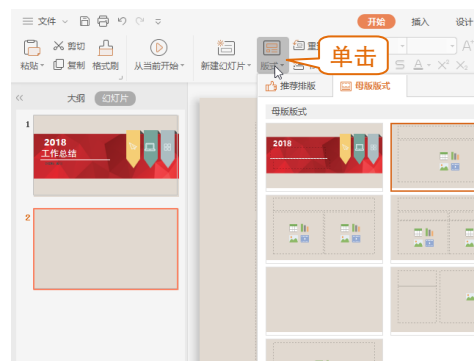 文件
开始 插入 设计
剪切
粘贴 复制 格式刷 从当前开始 新建幻灯片 版式
单击
推荐排版 母版版式
大纲 幻灯片
母版版式
1
2018
工作总结
2018
2